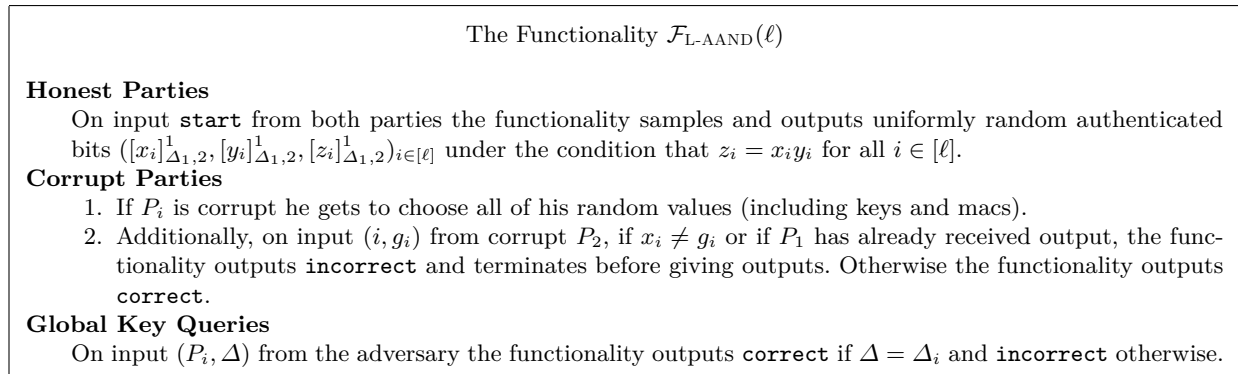 The Functionality $\mathcal{F}_{\text{L-AAND}}(\ell)$
Honest Parties
On input start from both parties the functionality samples and outputs uniformly random authenticated
bits $([x_i]^1_{\Delta_1,2}, [y_i]^1_{\Delta_1,2}, [z_i]^1_{\Delta_1,2})_{i\in[\ell]}$ under the condition that $z_i = x_i y_i$ for all $i \in [\ell]$.
Corrupt Parties
1. If $P_i$ is corrupt he gets to choose all of his random values (including keys and macs).
2. Additionally, on input $(i, g_i)$ from corrupt $P_2$, if $x_i \neq g_i$ or if $P_1$ has already received output, the func-
tionality outputs incorrect and terminates before giving outputs. Otherwise the functionality outputs
correct.
Global Key Queries
On input $(P_i, \Delta)$ from the adversary the functionality outputs correct if $\Delta = \Delta_i$ and incorrect otherwise.